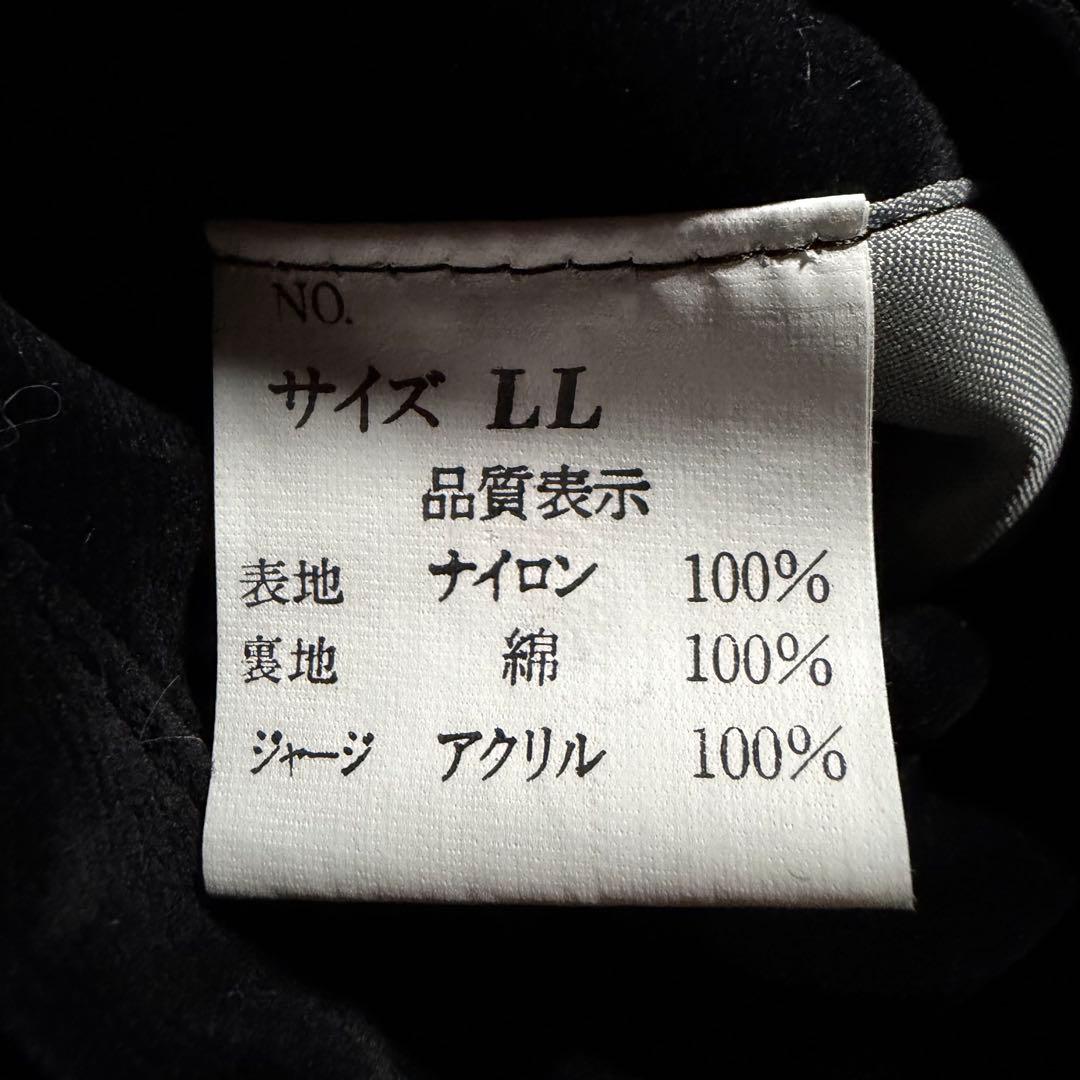 NO.
サイズ LL
品質表示
表地 ナイロン 100%
裏地 綿 100%
ジャージ アクリル 100%